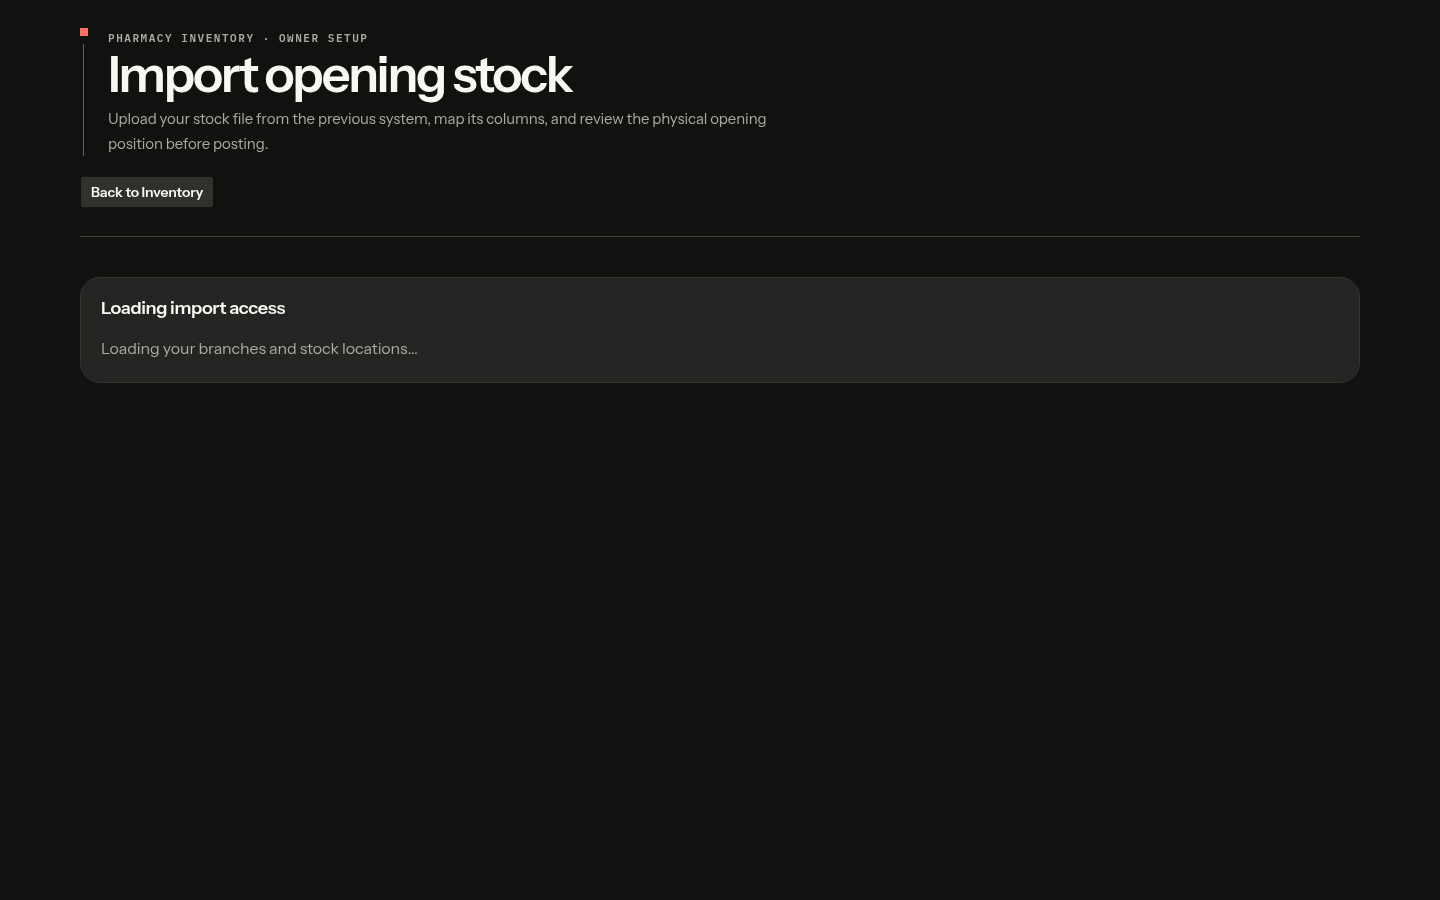 PHARMACY INVENTORY · OWNER SETUP
Import opening stock
Upload your stock file from the previous system, map its columns, and review the physical opening
position before posting.
Back to Inventory
Loading import access
Loading your branches and stock locations…